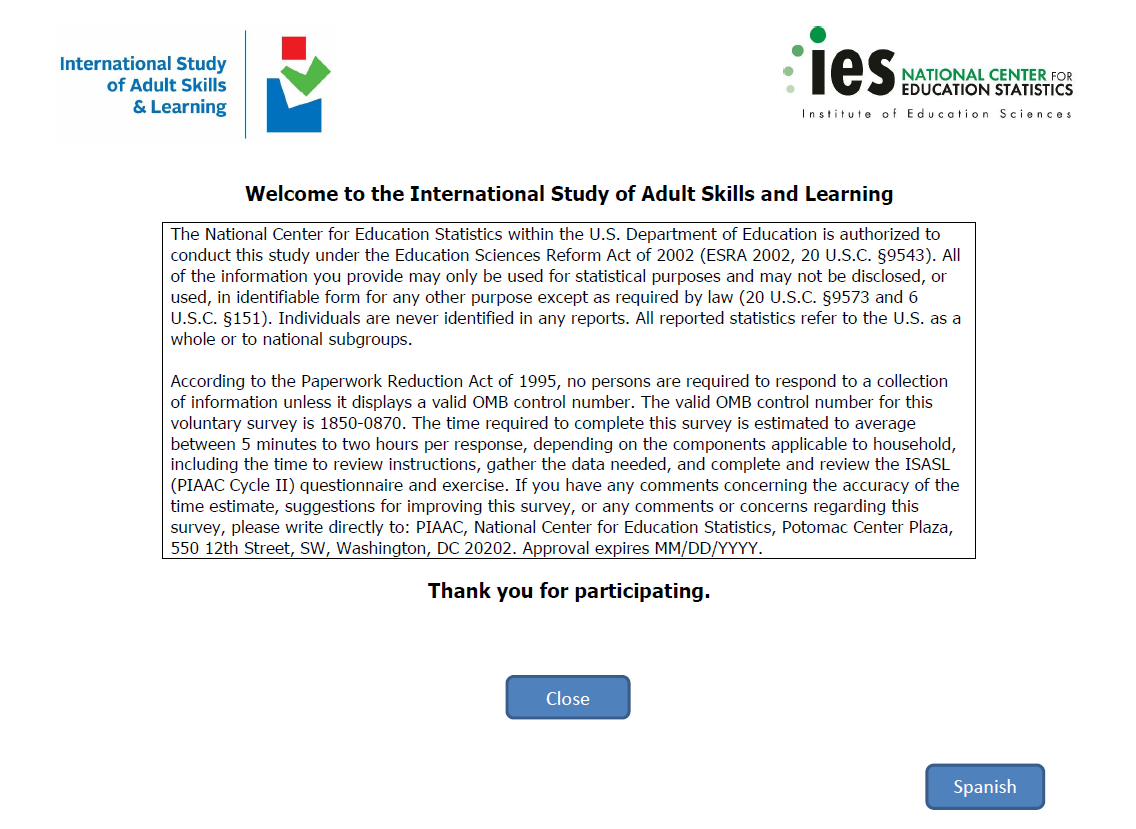 International Study
of Adult Skills
& Learning
ies NATIONAL CENTER FOR
EDUCATION STATISTICS
Institute of Education Sciences
Welcome to the International Study of Adult Skills and Learning
The National Center for Education Statistics within the U.S. Department of Education is authorized to
conduct this study under the Education Sciences Reform Act of 2002 (ESRA 2002, 20 U.S.C. §9543). All
of the information you provide may only be used for statistical purposes and may not be disclosed, or
used, in identifiable form for any other purpose except as required by law (20 U.S.C. §9573 and 6
U.S.C. §151). Individuals are never identified in any reports. All reported statistics refer to the U.S. as a
whole or to national subgroups.
According to the Paperwork Reduction Act of 1995, no persons are required to respond to a collection
of information unless it displays a valid OMB control number. The valid OMB control number for this
voluntary survey is 1850-0870. The time required to complete this survey is estimated to average
between 5 minutes to two hours per response, depending on the components applicable to household,
including the time to review instructions, gather the data needed, and complete and review the ISASL
(PIAAC Cycle II) questionnaire and exercise. If you have any comments concerning the accuracy of the
time estimate, suggestions for improving this survey, or any comments or concerns regarding this
survey, please write directly to: PIAAC, National Center for Education Statistics, Potomac Center Plaza,
550 12th Street, SW, Washington, DC 20202. Approval expires MM/DD/YYYY.
Thank you for participating.
Close
Spanish